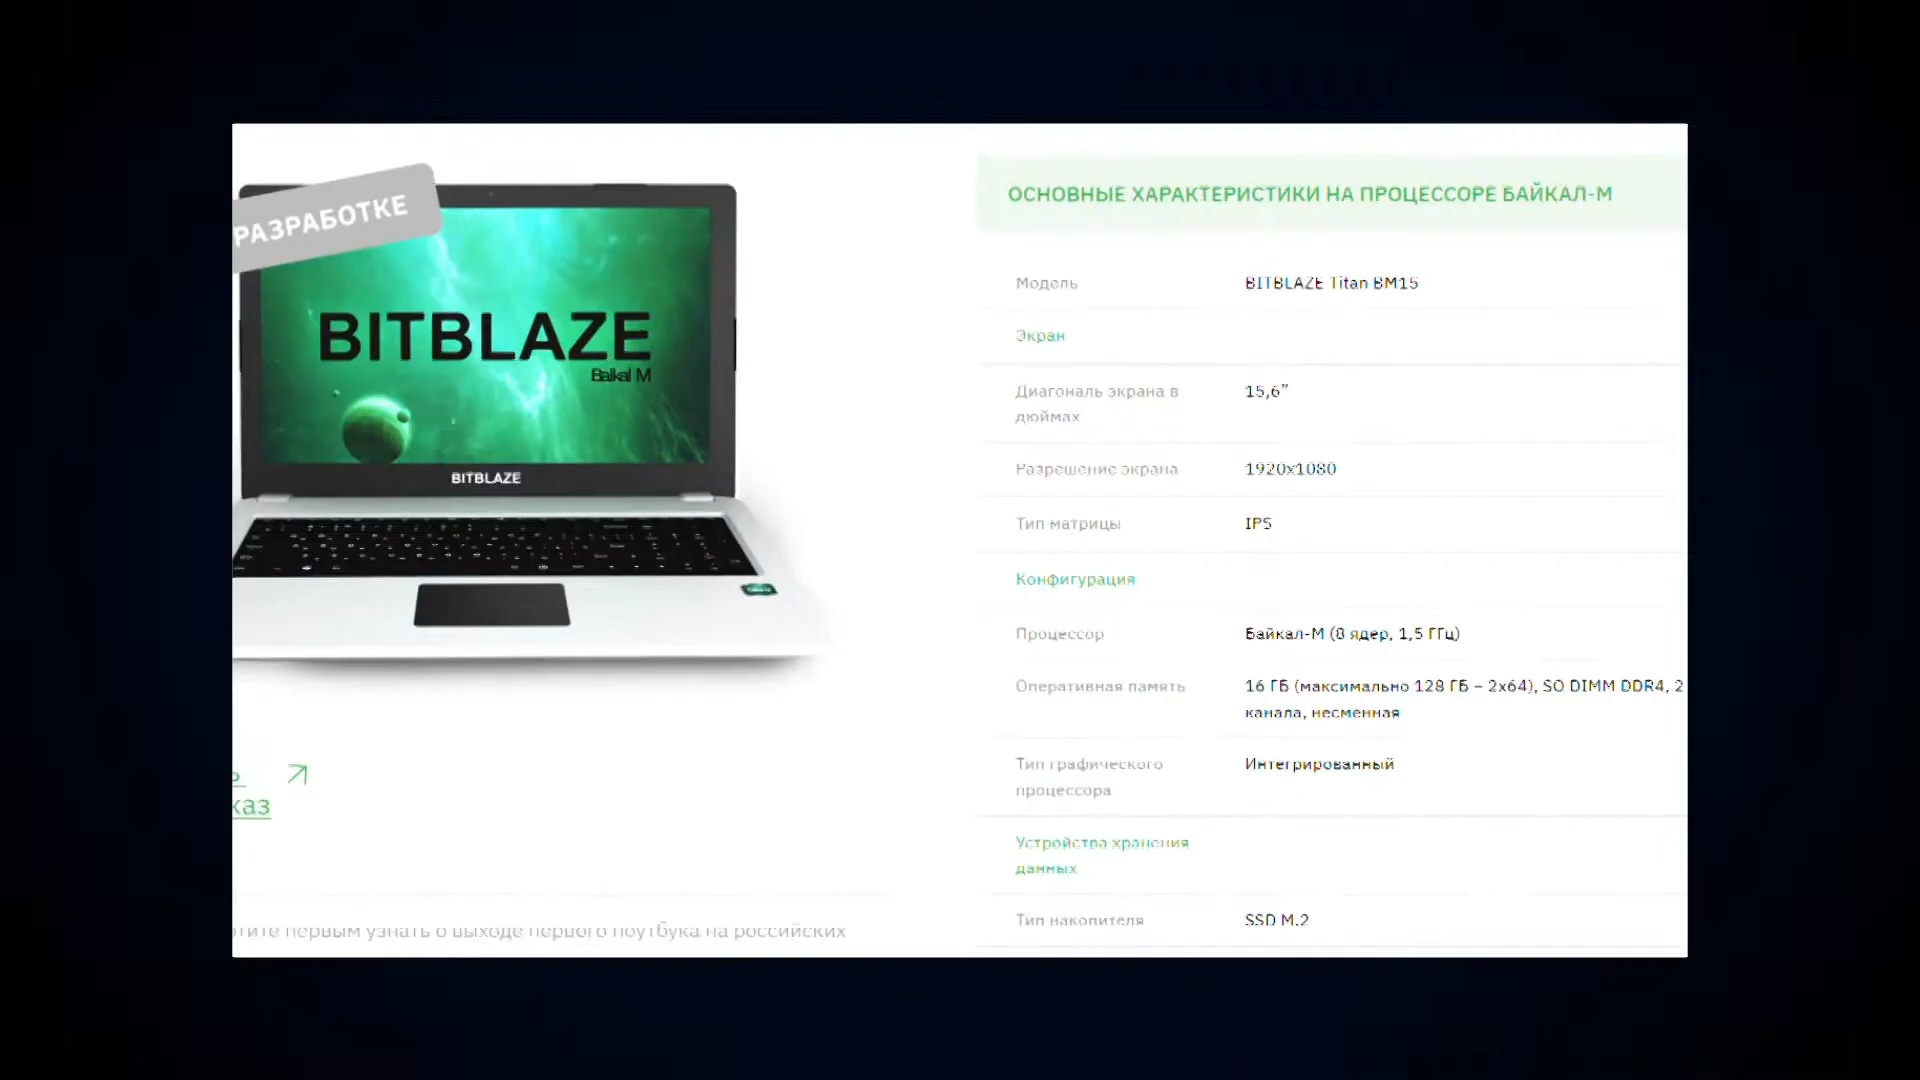 РАЗРАБОТКЕ
BITBLAZE
Baikal M
BITBLAZE
каз
первым узнать о выходе первого ноутбука на российских
ОСНОВНЫЕ ХАРАКТЕРИСТИКИ НА ПРОЦЕССОРЕ БАЙКАЛ-М
Модель BITBLAZE Titan BM15
Экран
Диагональ экрана в 15,6”
дюймах
Разрешение экрана 1920x1080
Тип матрицы IPS
Конфигурация
Процессор Байкал-М (8 ядер, 1,5 ГГц)
Оперативная память 16 ГБ (максимально 128 ГБ – 2x64), SO DIMM DDR4, 2
канала, несменная
Тип графического Интегрированный
процессора
Устройства хранения
данных
Тип накопителя SSD M.2